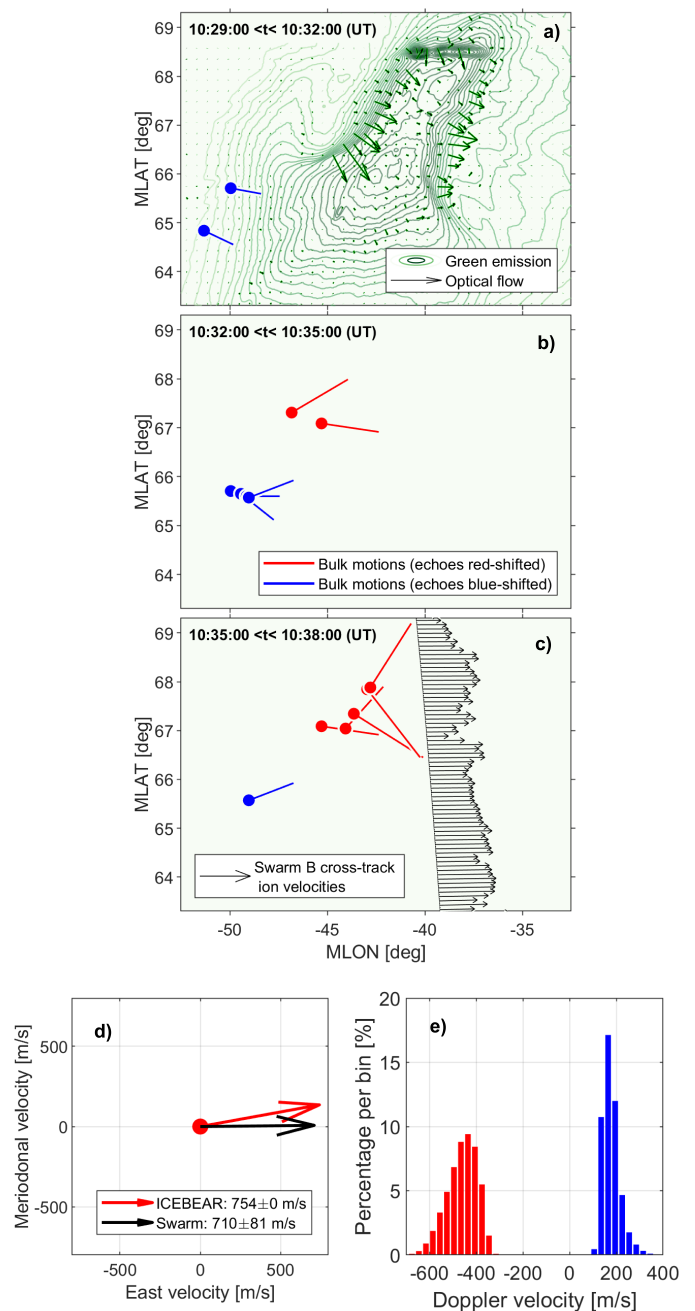 10:29:00 <t< 10:32:00 (UT)
a)
69
68
67
66
65
64
MLAT [deg]
Green emission
Optical flow
10:32:00 <t< 10:35:00 (UT)
b)
69
68
67
66
65
64
MLAT [deg]
Bulk motions (echoes red-shifted)
Bulk motions (echoes blue-shifted)
10:35:00 <t< 10:38:00 (UT)
c)
69
68
67
66
65
64
MLAT [deg]
Swarm B cross-track
ion velocities
-50 -45 -40 -35
MLON [deg]
d)
500
0
-500
Meriodonal velocity [m/s]
ICEBEAR: 754±0 m/s
Swarm: 710±81 m/s
-500 0 500
East velocity [m/s]
e)
20
15
10
5
0
Percentage per bin [%]
-600 -400 -200 0 200 400
Doppler velocity [m/s]